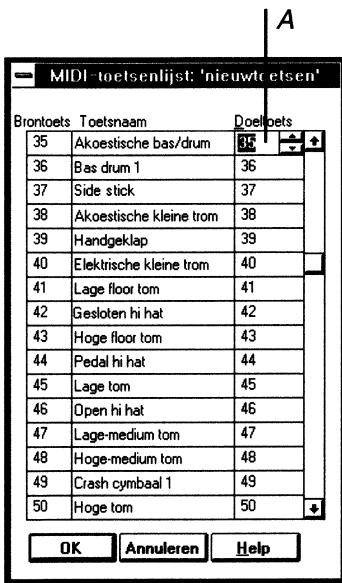 A
MIDI-toetsenlijst: 'nieuwtoetsen'
Brontoets Toetsnaam Doeltoets
35 Akoestische bas/drum 35
36 Bas drum 1 36
37 Side stick 37
38 Akoestische kleine trom 38
39 Handgeklap 39
40 Elektrische kleine trom 40
41 Lage floor tom 41
42 Gesloten hi hat 42
43 Hoge floor tom 43
44 Pedal hi hat 44
45 Lage tom 45
46 Open hi hat 46
47 Lage-medium tom 47
48 Hoge-medium tom 48
49 Crash cymbaal 1 49
50 Hoge tom 50
OK Annuleren Help